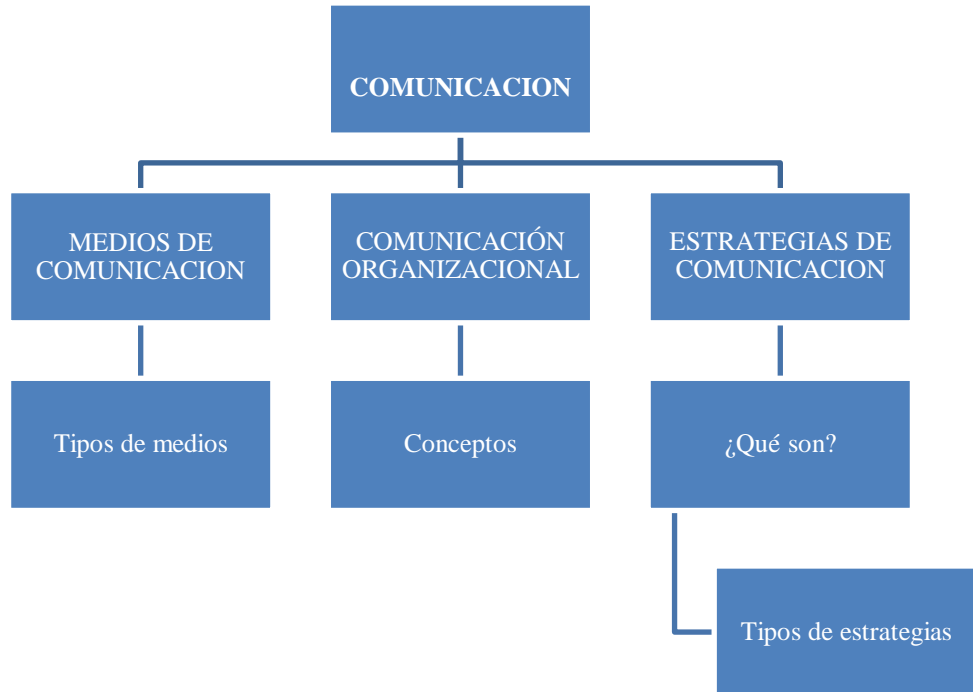 COMUNICACION
MEDIOS DE
COMUNICACION
COMUNICACIÓN
ORGANIZACIONAL
ESTRATEGIAS DE
COMUNICACION
Tipos de medios
Conceptos
¿Qué son?
Tipos de estrategias